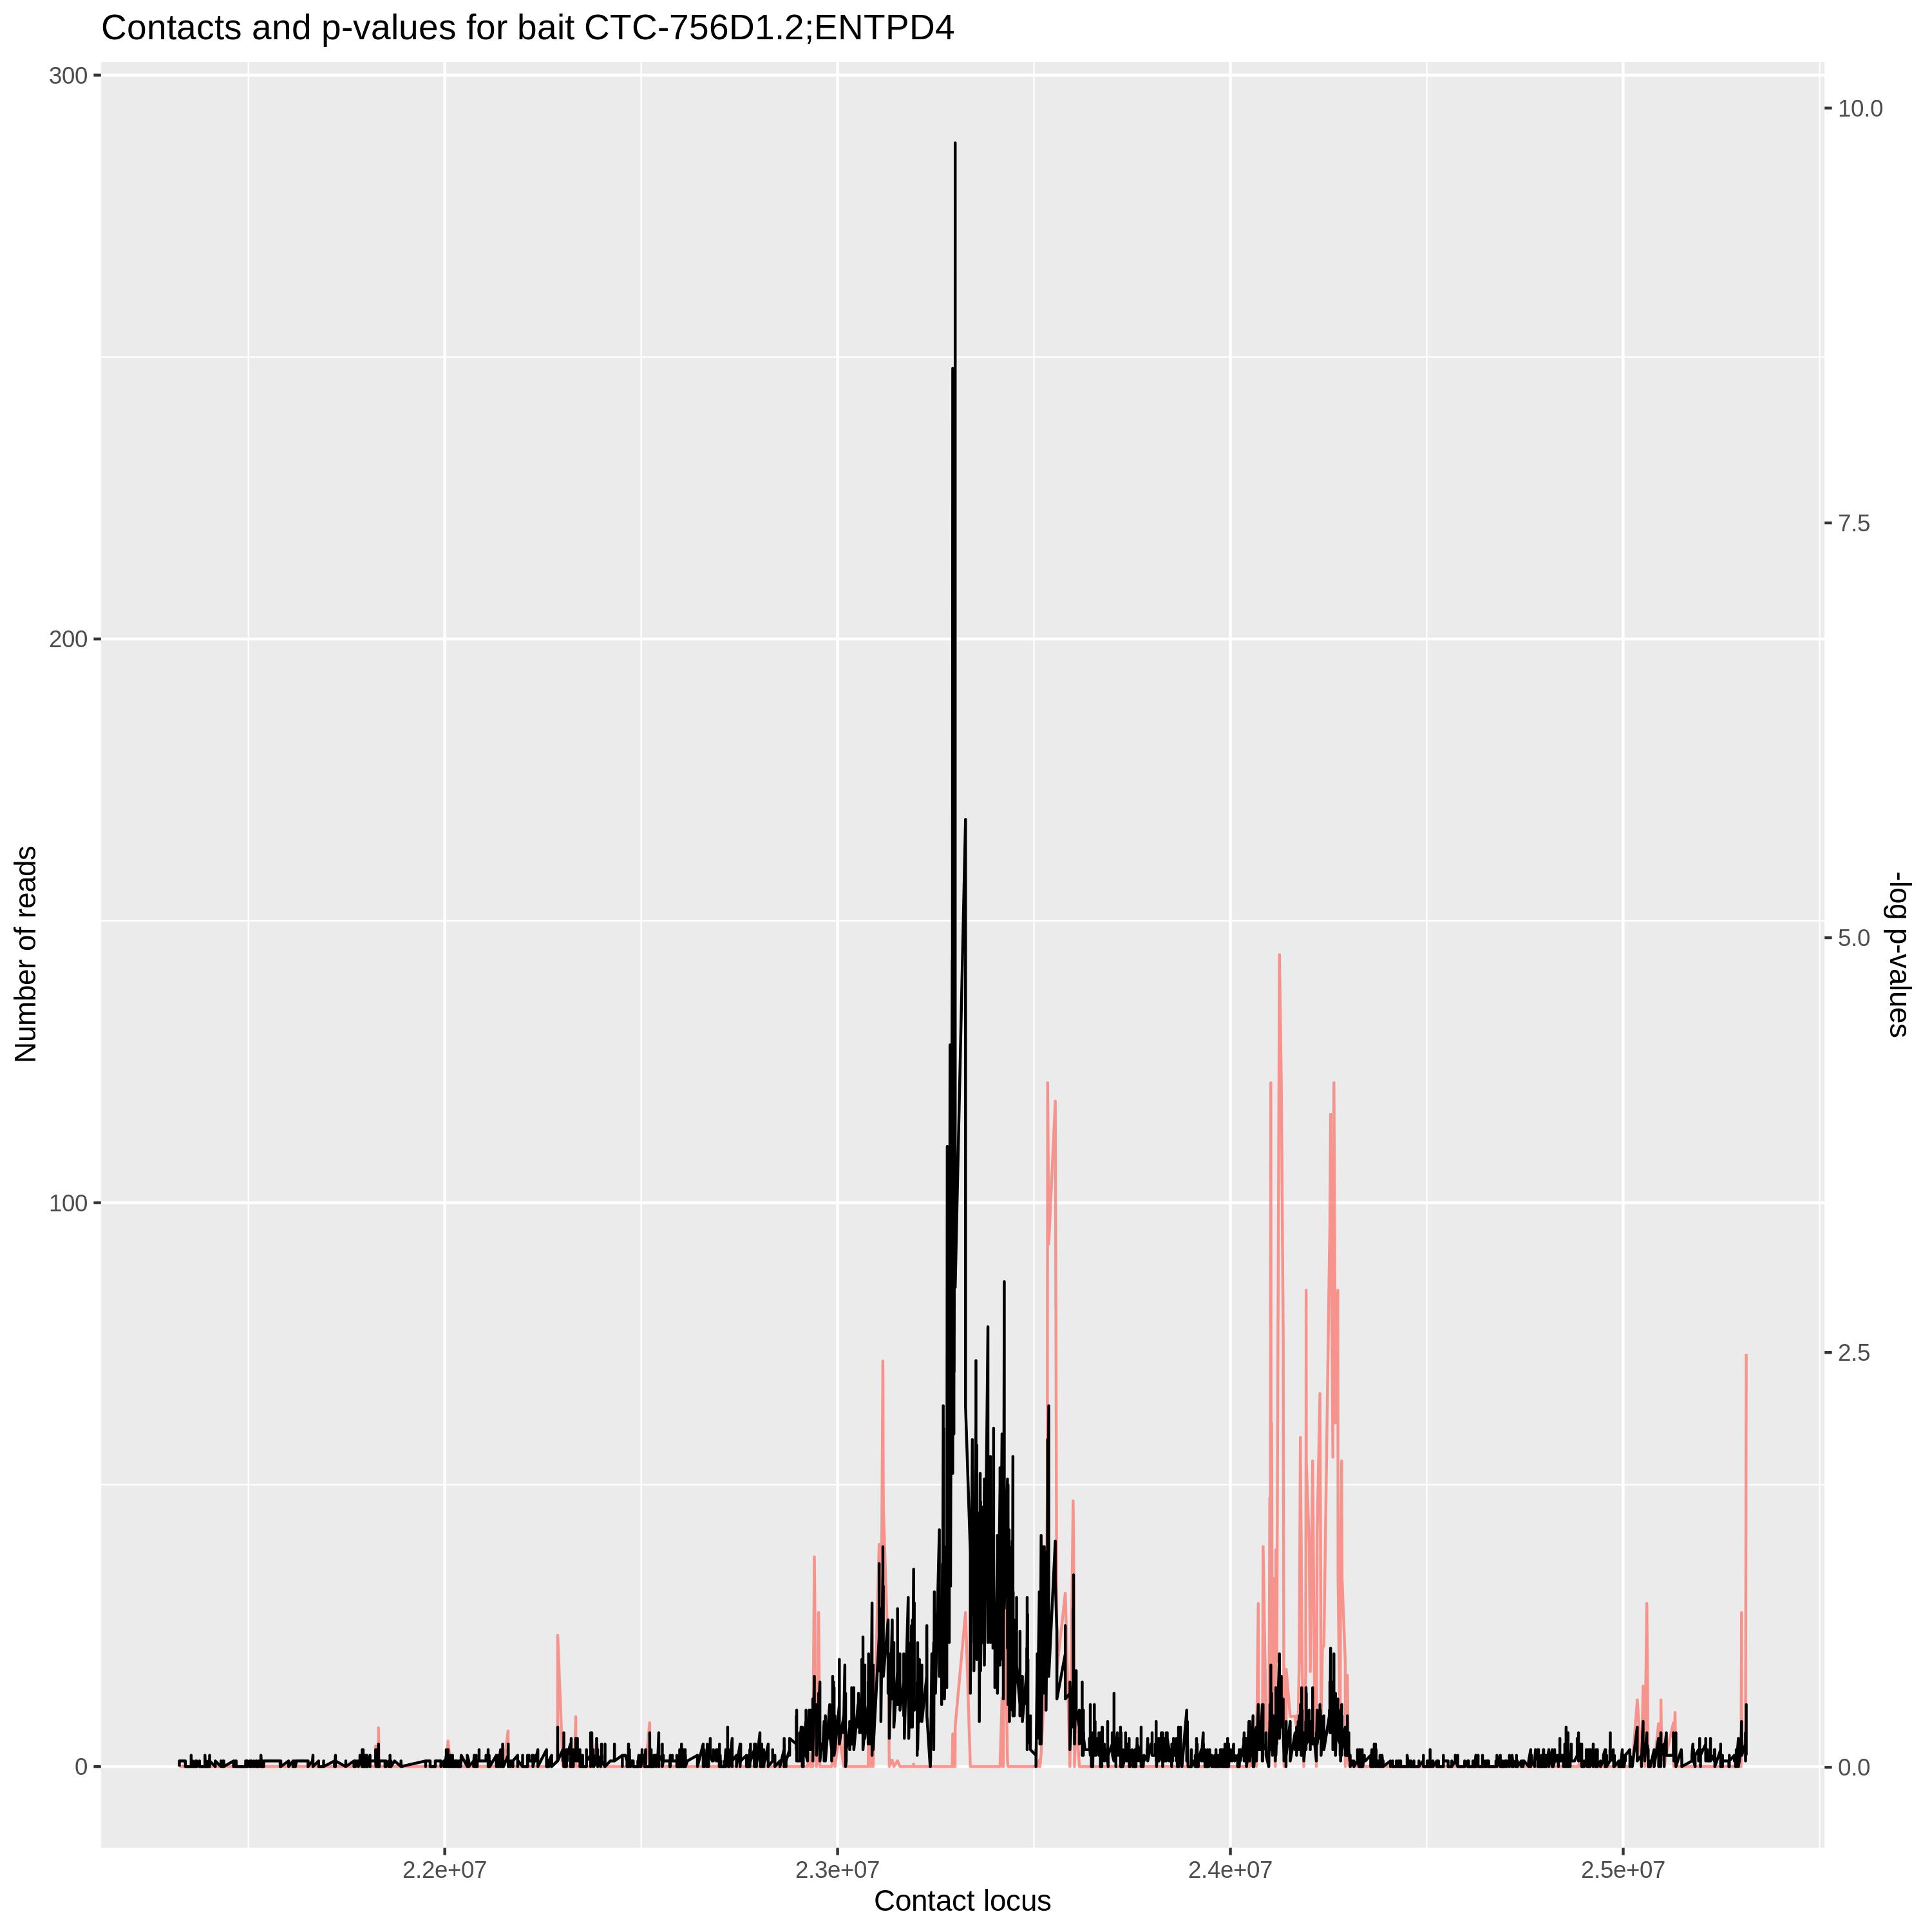 Contacts and p-values for bait CTC-756D1.2;ENTPD4
300
200
100
0
Number of reads
10.0
7.5
5.0
2.5
0.0
-log p-values
2.2e+07
2.3e+07
2.4e+07
2.5e+07
Contact locus